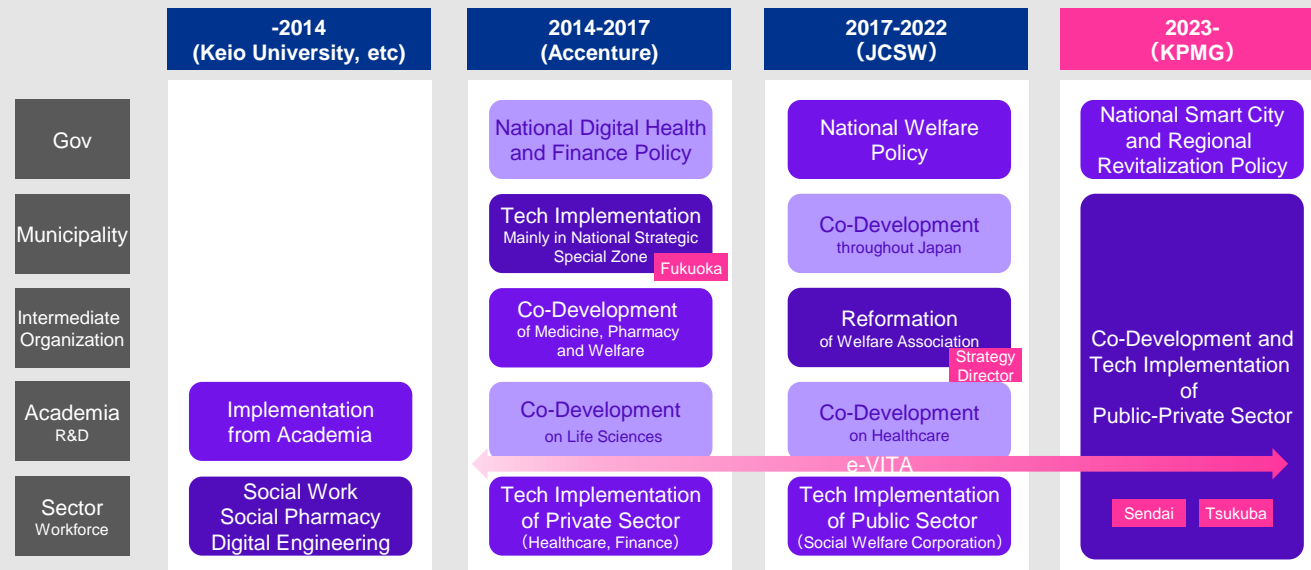 -2014
(Keio University, etc)
2014-2017
(Accenture)
2017-2022
（JCSW）
2023-
（KPMG）
Gov
National Digital Health
and Finance Policy
National Welfare
Policy
National Smart City
and Regional
Revitalization Policy
Municipality
Tech Implementation
Mainly in National Strategic
Special Zone
Fukuoka
Co-Development
throughout Japan
Intermediate
Organization
Co-Development
of Medicine, Pharmacy
and Welfare
Reformation
of Welfare Association
Strategy
Director
Co-Development and
Tech Implementation
of
Public-Private Sector
Academia
R&D
Implementation
from Academia
Co-Development
on Life Sciences
Co-Development
on Healthcare
e-VITA
Sector
Workforce
Social Work
Social Pharmacy
Digital Engineering
Tech Implementation
of Private Sector
（Healthcare, Finance）
Tech Implementation
of Public Sector
（Social Welfare Corporation）
Sendai
Tsukuba